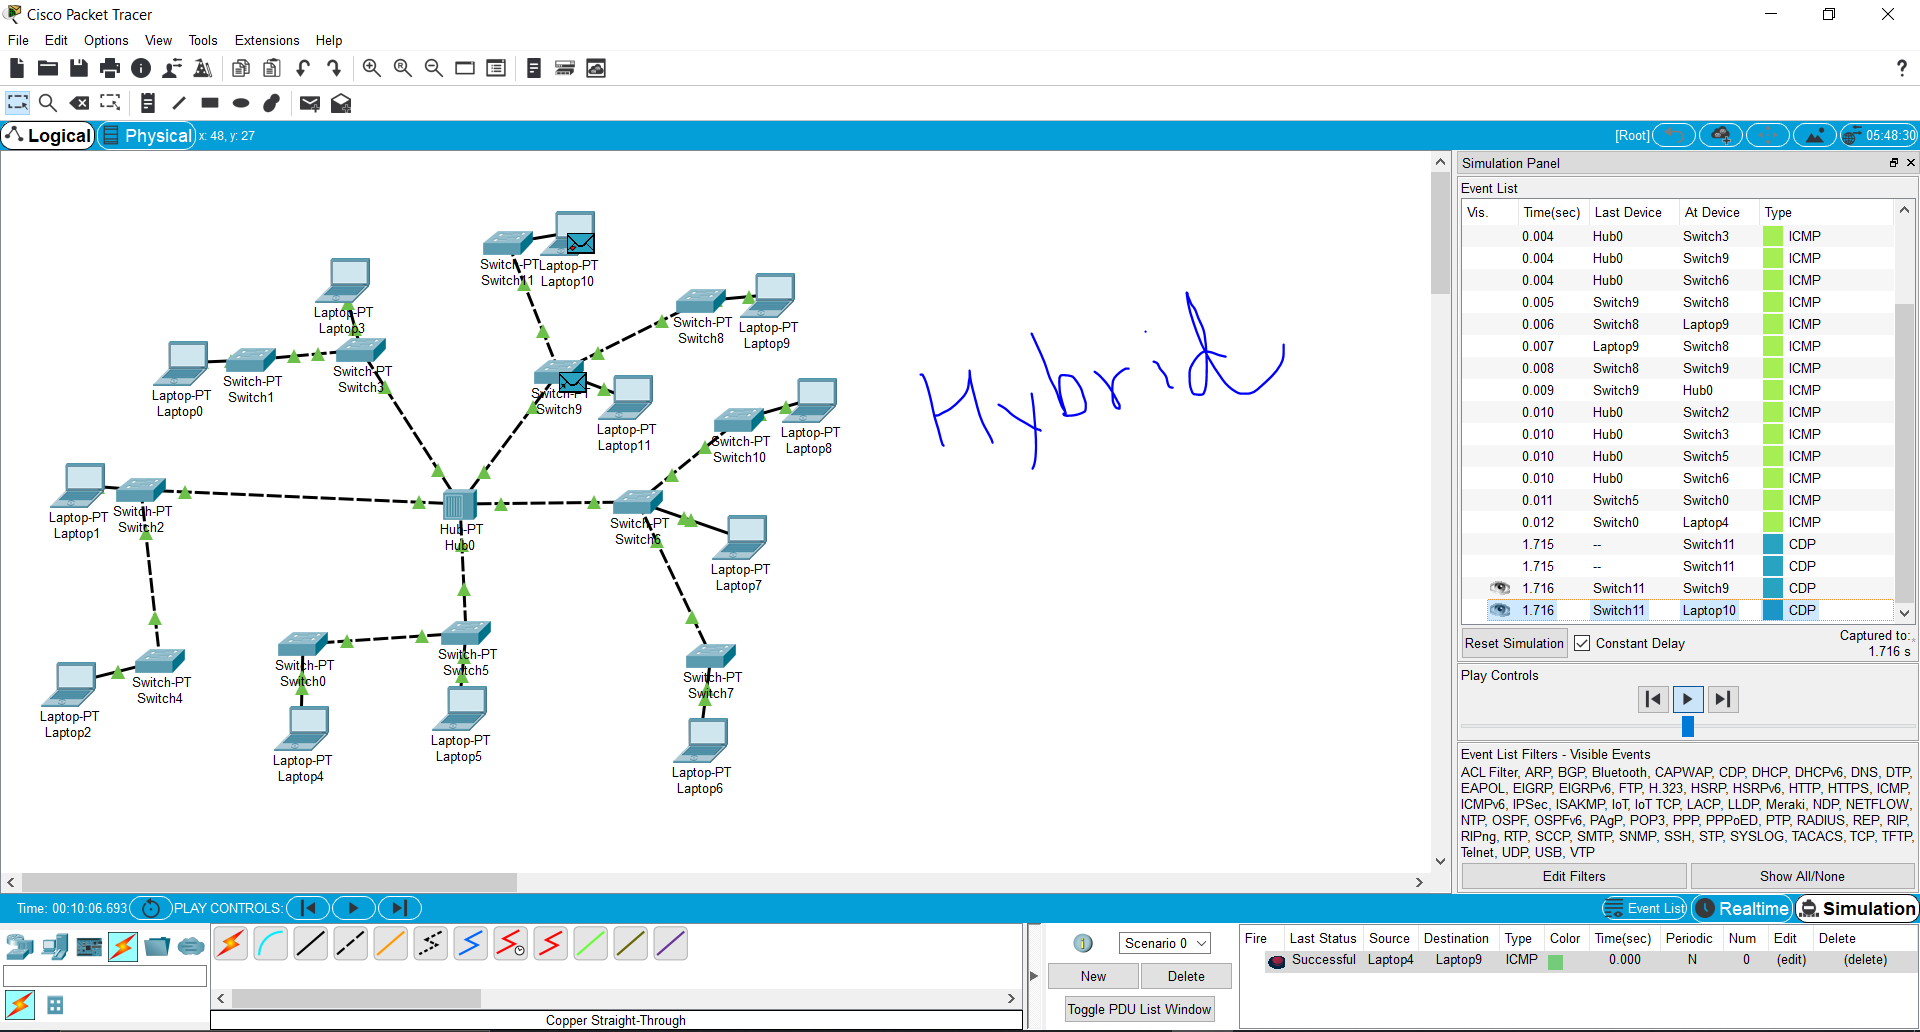 Cisco Packet Tracer
File Edit Options View Tools Extensions Help
Logical Physical x: 48, y: 27 [Root] 05:48:30
Switch-PT
Switch11
Laptop-PT
Laptop10
Laptop-PT
Laptop3
Switch-PT
Switch8
Laptop-PT
Laptop9
Laptop-PT
Laptop0
Switch-PT
Switch1
Switch-PT
Switch3
Switch-PT
Switch9
Laptop-PT
Laptop11
Switch-PT
Switch10
Laptop-PT
Laptop8
Hybrid
Laptop-PT
Laptop1
Switch-PT
Switch2
Hub-PT
Hub0
Switch-PT
Switch6
Laptop-PT
Laptop7
Laptop-PT
Laptop2
Switch-PT
Switch4
Switch-PT
Switch0
Switch-PT
Switch5
Switch-PT
Switch7
Laptop-PT
Laptop4
Laptop-PT
Laptop5
Laptop-PT
Laptop6
Simulation Panel
Event List
Vis. Time(sec) Last Device At Device Type
0.004 Hub0 Switch3 ICMP
0.004 Hub0 Switch9 ICMP
0.004 Hub0 Switch6 ICMP
0.005 Switch9 Switch8 ICMP
0.006 Switch8 Laptop9 ICMP
0.007 Laptop9 Switch8 ICMP
0.008 Switch8 Switch9 ICMP
0.009 Switch9 Hub0 ICMP
0.010 Hub0 Switch2 ICMP
0.010 Hub0 Switch3 ICMP
0.010 Hub0 Switch5 ICMP
0.010 Hub0 Switch6 ICMP
0.011 Switch5 Switch0 ICMP
0.012 Switch0 Laptop4 ICMP
1.715 -- Switch11 CDP
1.715 -- Switch11 CDP
1.716 Switch11 Switch9 CDP
1.716 Switch11 Laptop10 CDP
Reset Simulation Constant Delay Captured to:
1.716 s
Play Controls
Event List Filters - Visible Events
ACL Filter, ARP, BGP, Bluetooth, CAPWAP, CDP, DHCP, DHCPv6, DNS, DTP,
EAPOL, EIGRP, EIGRPv6, FTP, H.323, HSRP, HSRPv6, HTTP, HTTPS, ICMP,
ICMPv6, IPSec, ISAKMP, IoT, IoT TCP, LACP, LLDP, Meraki, NDP, NETFLOW,
NTP, OSPF, OSPFv6, PAgP, POP3, PPP, PPPoED, PTP, RADIUS, REP, RIP,
RIPng, RTP, SCCP, SMTP, SNMP, SSH, STP, SYSLOG, TACACS, TCP, TFTP,
Telnet, UDP, USB, VTP
Edit Filters Show All/None
Time: 00:10:06.693 PLAY CONTROLS: Event List Realtime Simulation
Scenario 0
New Delete
Toggle PDU List Window
Fire Last Status Source Destination Type Color Time(sec) Periodic Num Edit Delete
Successful Laptop4 Laptop9 ICMP 0.000 N 0 (edit) (delete)
Copper Straight-Through